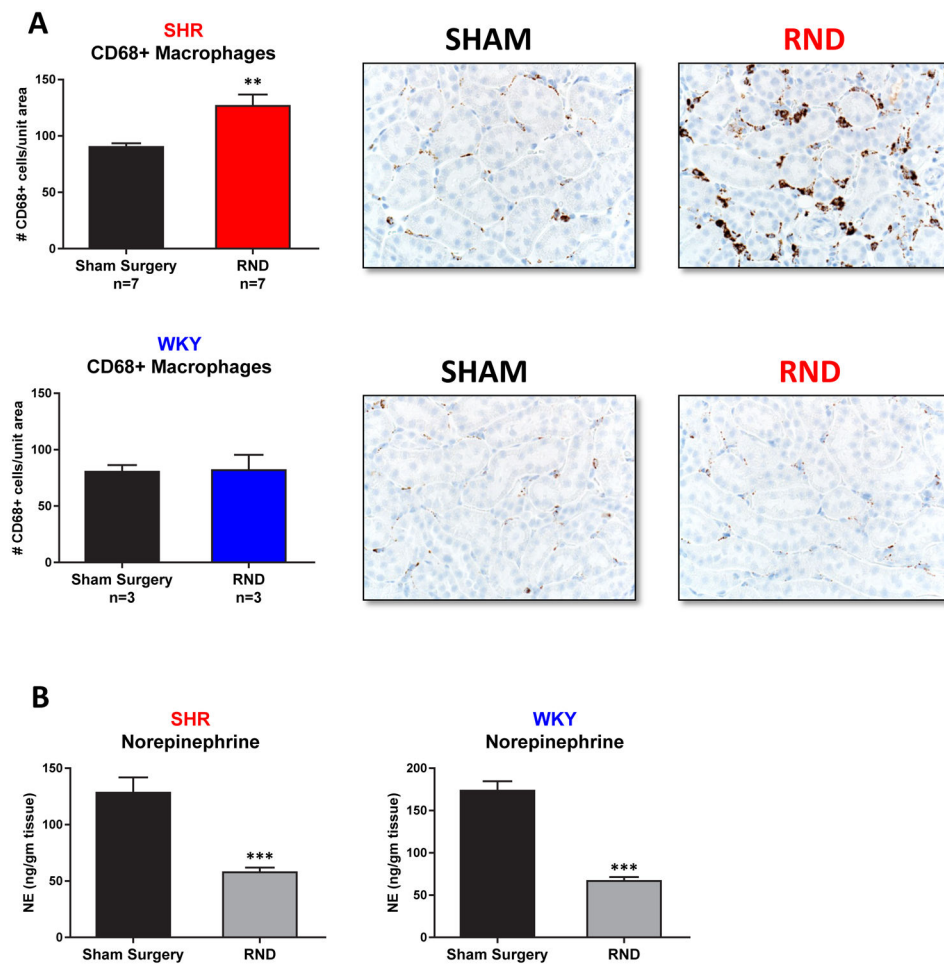 A
SHR
CD68+ Macrophages
# CD68+ cells/unit area
150
100
50
0
**
Sham Surgery
n=7
RND
n=7
SHAM
RND
WKY
CD68+ Macrophages
# CD68+ cells/unit area
150
100
50
0
Sham Surgery
n=3
RND
n=3
SHAM
RND
B
SHR
Norepinephrine
NE (ng/gm tissue)
150
100
50
0
***
Sham Surgery
RND
WKY
Norepinephrine
NE (ng/gm tissue)
200
150
100
50
0
***
Sham Surgery
RND